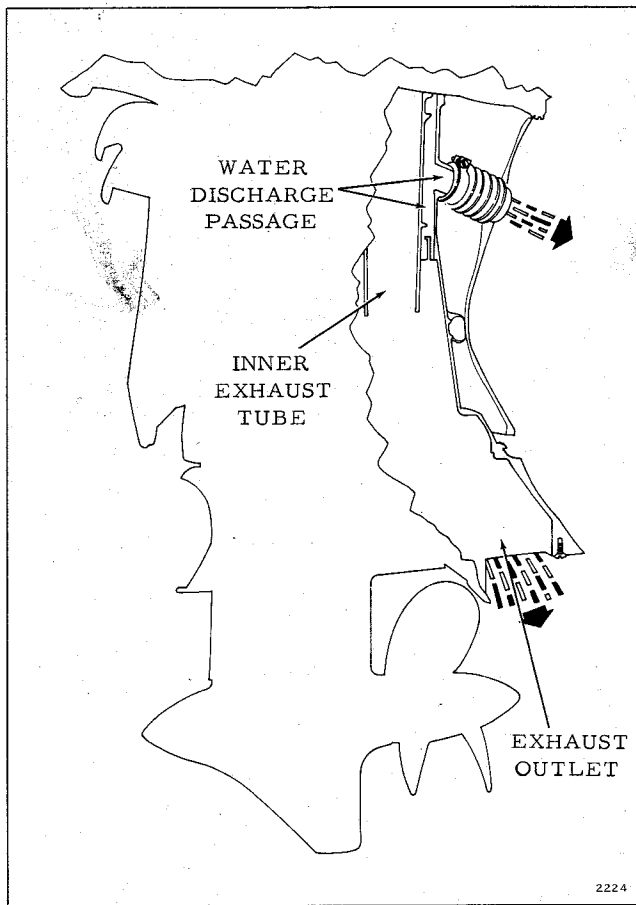 WATER
DISCHARGE
PASSAGE
INNER
EXHAUST
TUBE
EXHAUST
OUTLET
2224